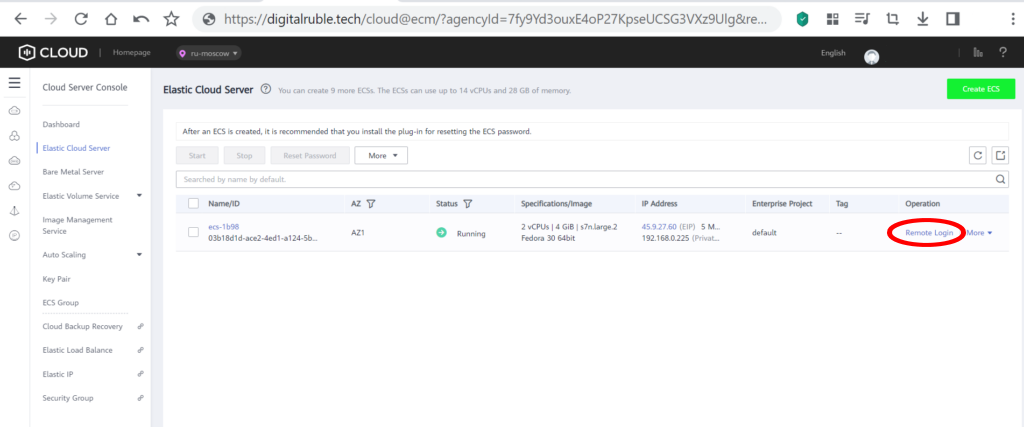 https://digitalruble.tech/cloud@ecm/?agencyId=7fy9Yd3ouxE4oP27KpseUCSG3VXz9Ulg&re...
CLOUD
Homepage
ru-moscow
English
Cloud Server Console
Dashboard
Elastic Cloud Server
Bare Metal Server
Elastic Volume Service
Image Management
Service
Auto Scaling
Key Pair
ECS Group
Cloud Backup Recovery
Elastic Load Balance
Elastic IP
Security Group
Elastic Cloud Server
You can create 9 more ECSs. The ECSs can use up to 14 vCPUs and 28 GB of memory.
Create ECS
After an ECS is created, it is recommended that you install the plug-in for resetting the ECS password.
Start
Stop
Reset Password
More
Searched by name by default.
Name/ID AZ Status Specifications/Image IP Address Enterprise Project Tag Operation
ecs-1b98
03b18d1d-ace2-4ed1-a124-5b...
AZ1
Running
2 vCPUs | 4 GiB | s7n.large.2
Fedora 30 64bit
45.9.27.60 (EIP) 5 M...
192.168.0.225 (Privat...
default
--
Remote Login
More